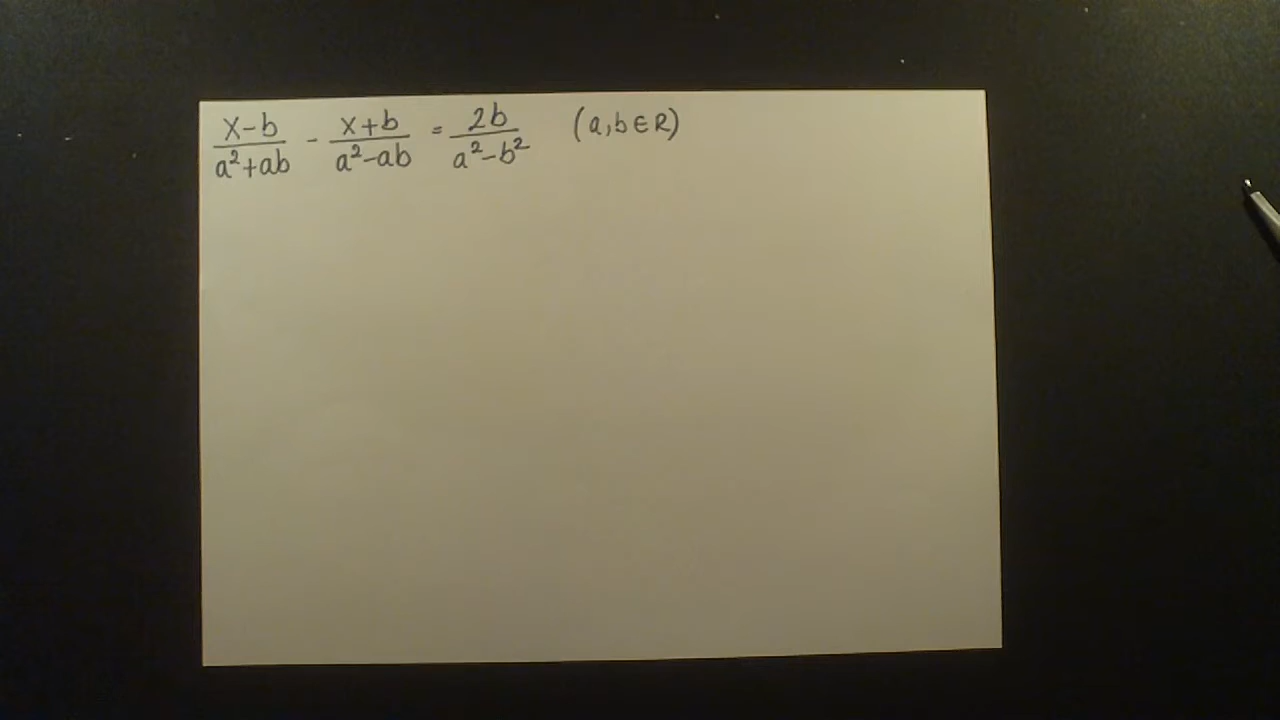 (x-b)/(a²+ab) - (x+b)/(a²-ab) = 2b/(a²-b²) (a,b∈R)